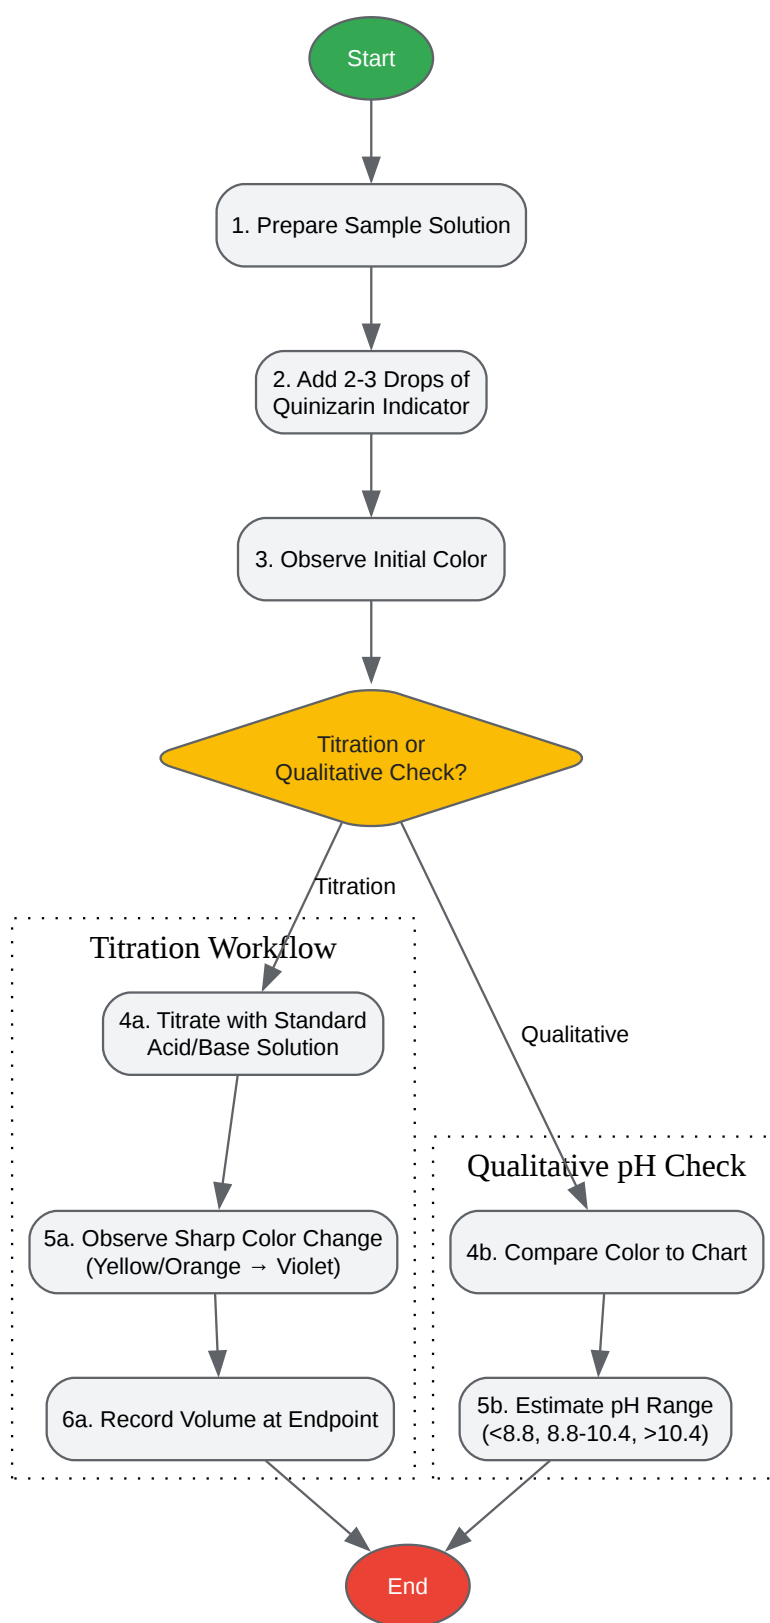 Start
1. Prepare Sample Solution
2. Add 2-3 Drops of
Quinizarin Indicator
3. Observe Initial Color
Titration or
Qualitative Check?
Titration
Titration Workflow
4a. Titrate with Standard
Acid/Base Solution
5a. Observe Sharp Color Change
(Yellow/Orange → Violet)
6a. Record Volume at Endpoint
Qualitative
Qualitative pH Check
4b. Compare Color to Chart
5b. Estimate pH Range
(<8.8, 8.8-10.4, >10.4)
End